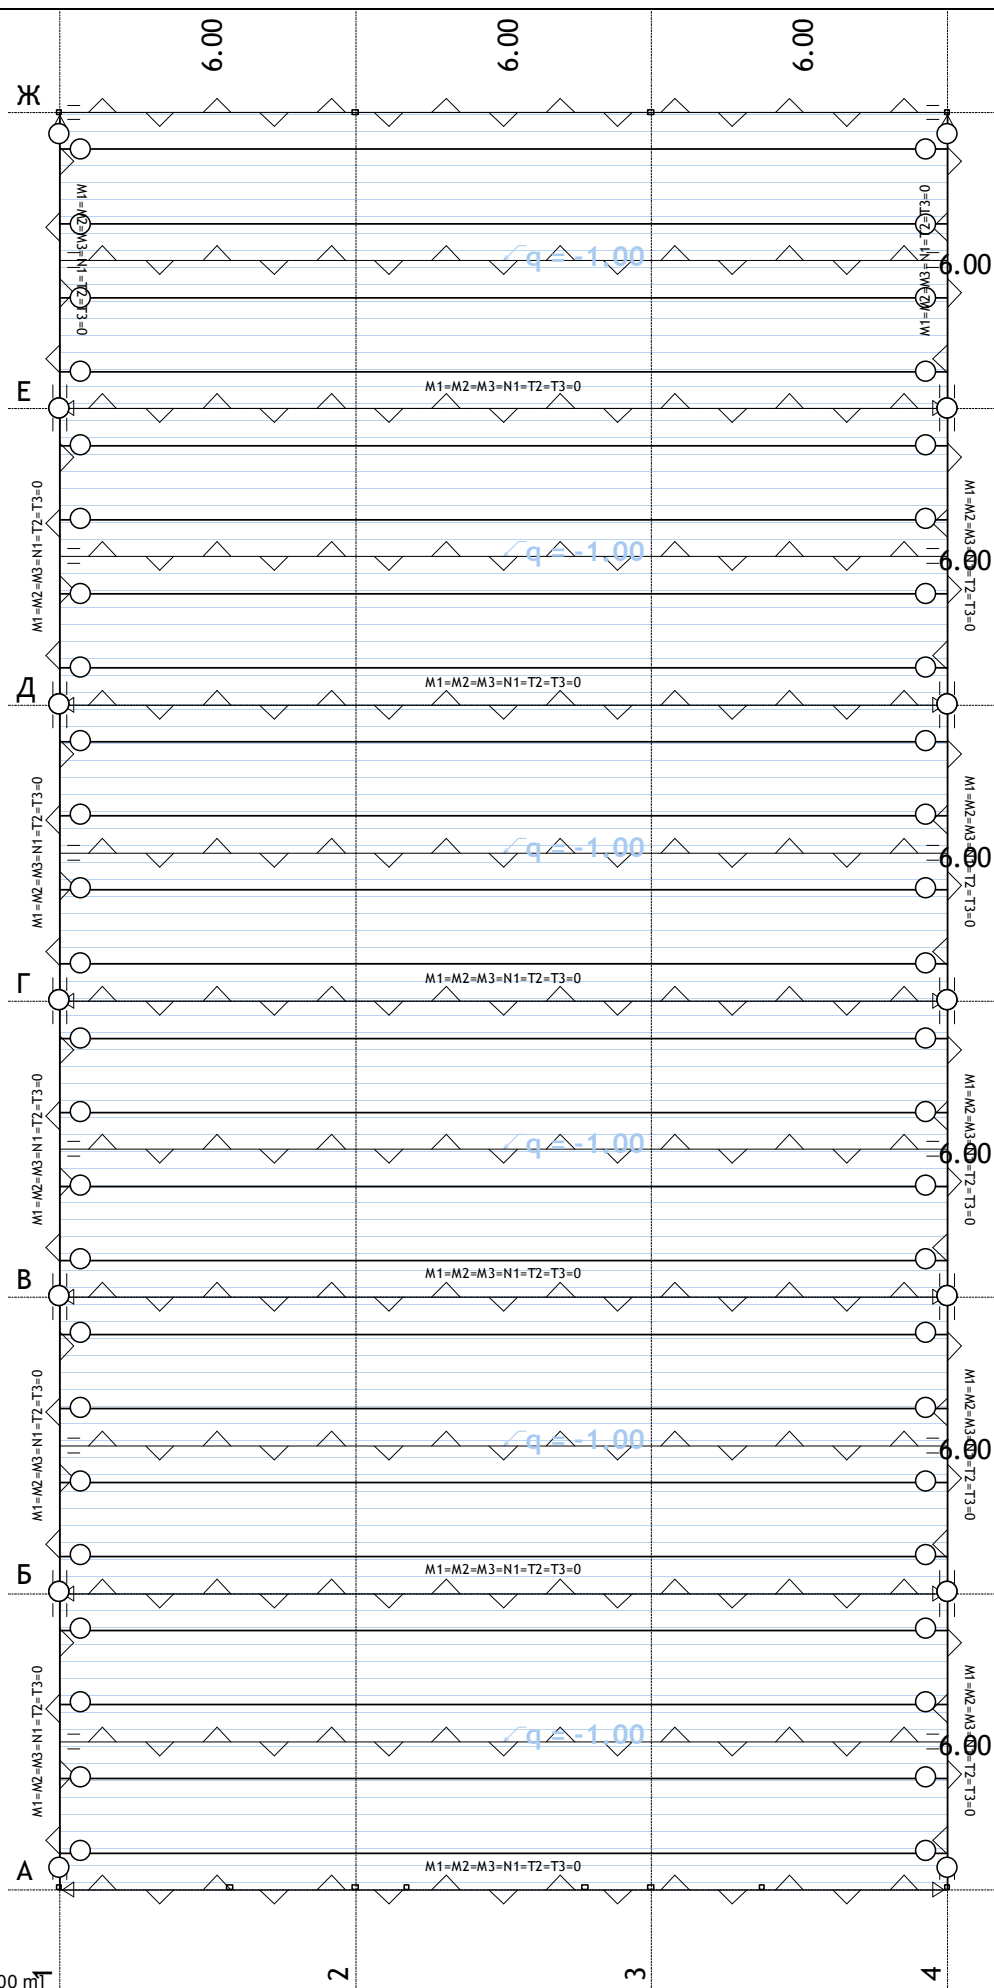 6.00 6.00 6.00
Ж
M1=M2=M3=N1=T2=T3=0
M1=M2=M3=N1=T2=T3=0
q = -1.00
6.00
Е
M1=M2=M3=N1=T2=T3=0
M1=M2=M3=N1=T2=T3=0
q = -1.00
6.00
M1=M2=M3=N1=T2=T3=0
Д
M1=M2=M3=N1=T2=T3=0
M1=M2=M3=N1=T2=T3=0
q = -1.00
6.00
M1=M2=M3=N1=T2=T3=0
Г
M1=M2=M3=N1=T2=T3=0
M1=M2=M3=N1=T2=T3=0
q = -1.00
6.00
M1=M2=M3=N1=T2=T3=0
В
M1=M2=M3=N1=T2=T3=0
M1=M2=M3=N1=T2=T3=0
q = -1.00
6.00
M1=M2=M3=N1=T2=T3=0
Б
M1=M2=M3=N1=T2=T3=0
M1=M2=M3=N1=T2=T3=0
q = -1.00
6.00
M1=M2=M3=N1=T2=T3=0
А
M1=M2=M3=N1=T2=T3=0
1 2 3 4